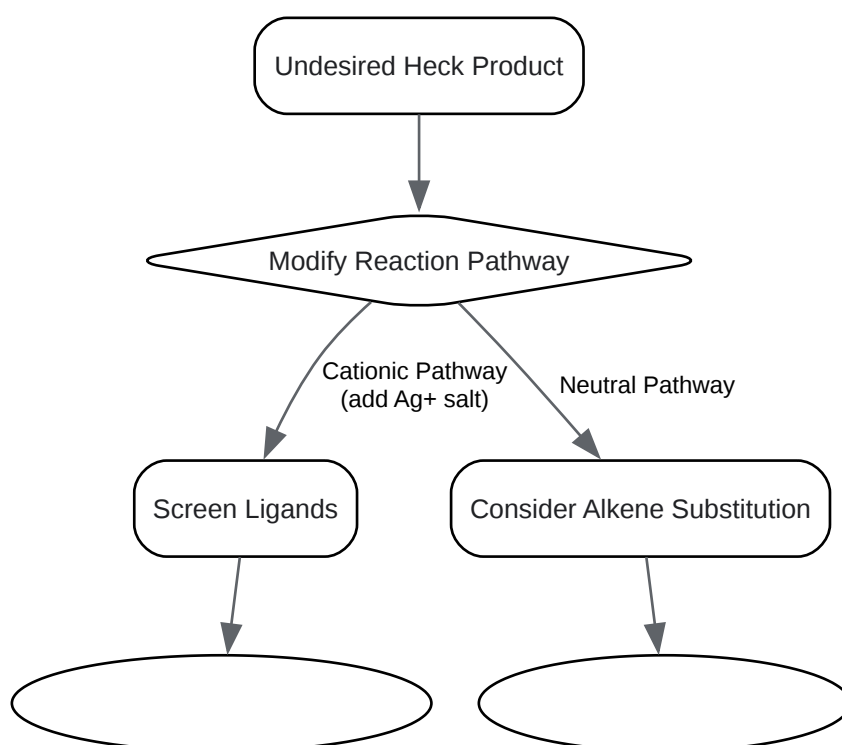 Undesired Heck Product
Modify Reaction Pathway
Cationic Pathway
(add Ag+ salt)
Neutral Pathway
Screen Ligands
Consider Alkene Substitution